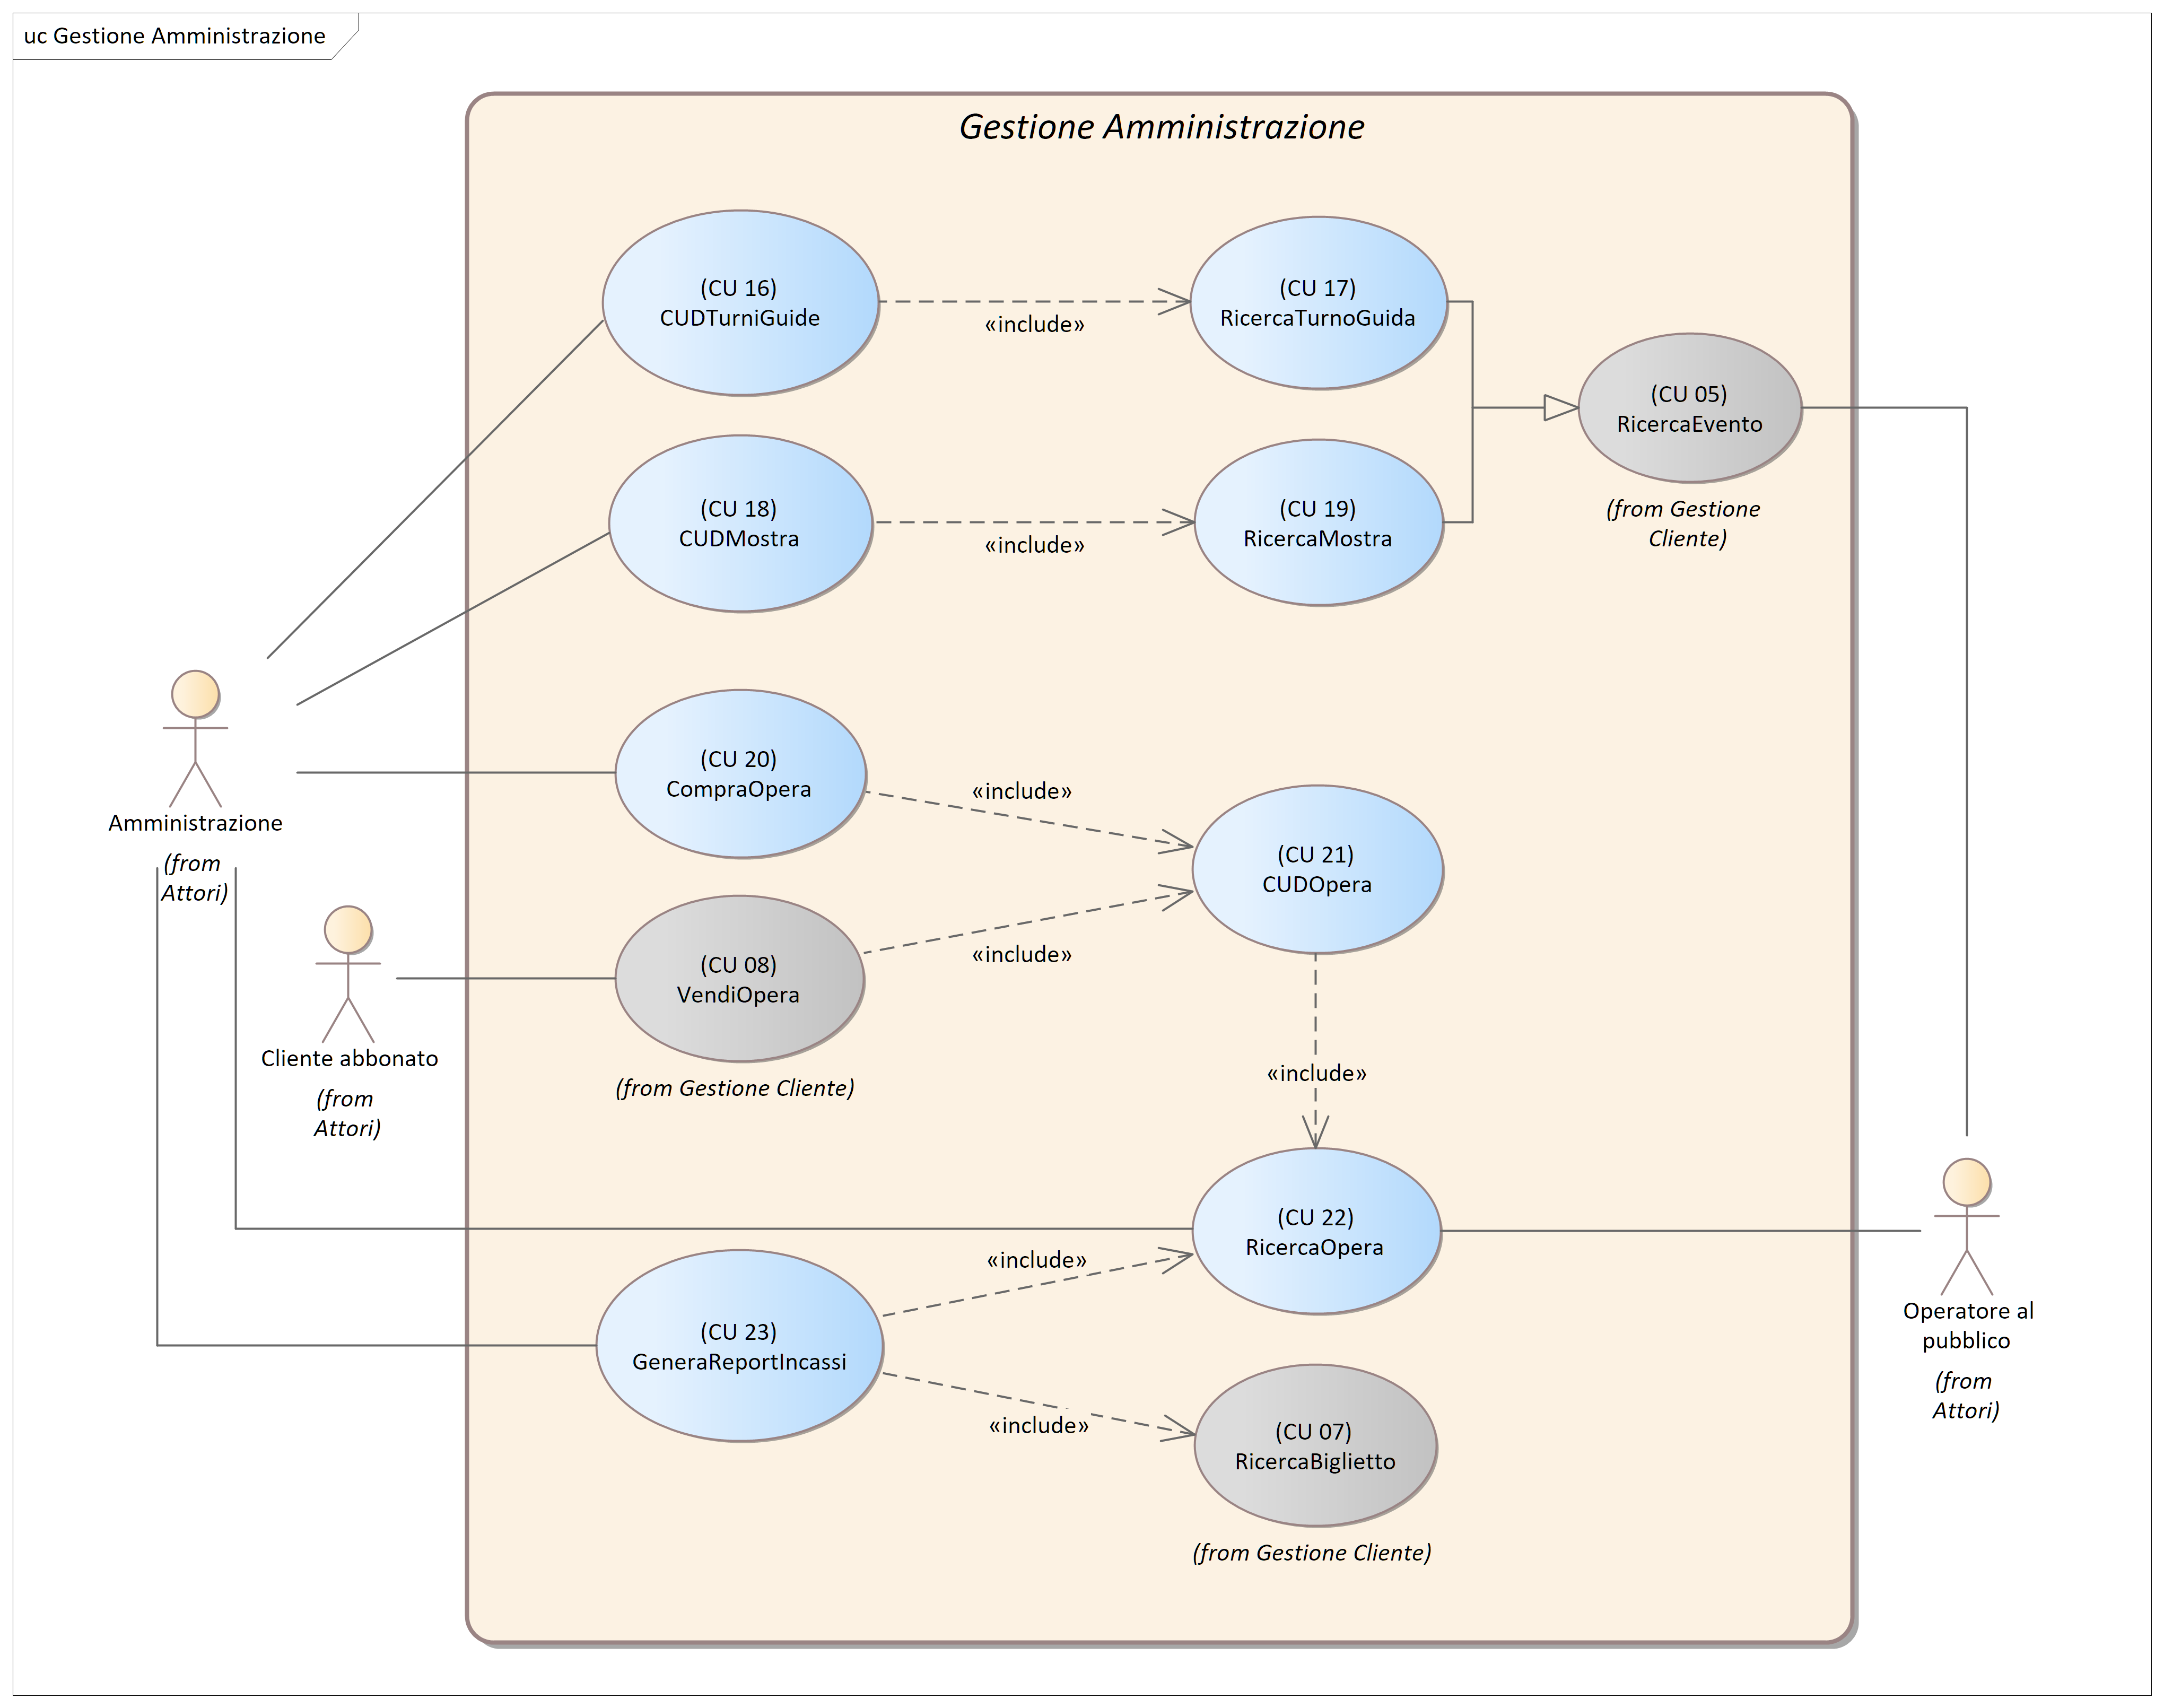 uc Gestione Amministrazione
Gestione Amministrazione
(CU 16)
CUDTurniGuide
«include»
(CU 17)
RicercaTurnoGuida
(CU 05)
RicercaEvento
(from Gestione
Cliente)
(CU 18)
CUDMostra
«include»
(CU 19)
RicercaMostra
Amministrazione
(from
Attori)
(CU 20)
CompraOpera
«include»
(CU 21)
CUDOpera
(CU 08)
VendiOpera
«include»
(from Gestione Cliente)
Cliente abbonato
(from
Attori)
«include»
(CU 22)
RicercaOpera
«include»
(CU 23)
GeneraReportIncassi
«include»
(CU 07)
RicercaBiglietto
(from Gestione Cliente)
Operatore al
pubblico
(from
Attori)